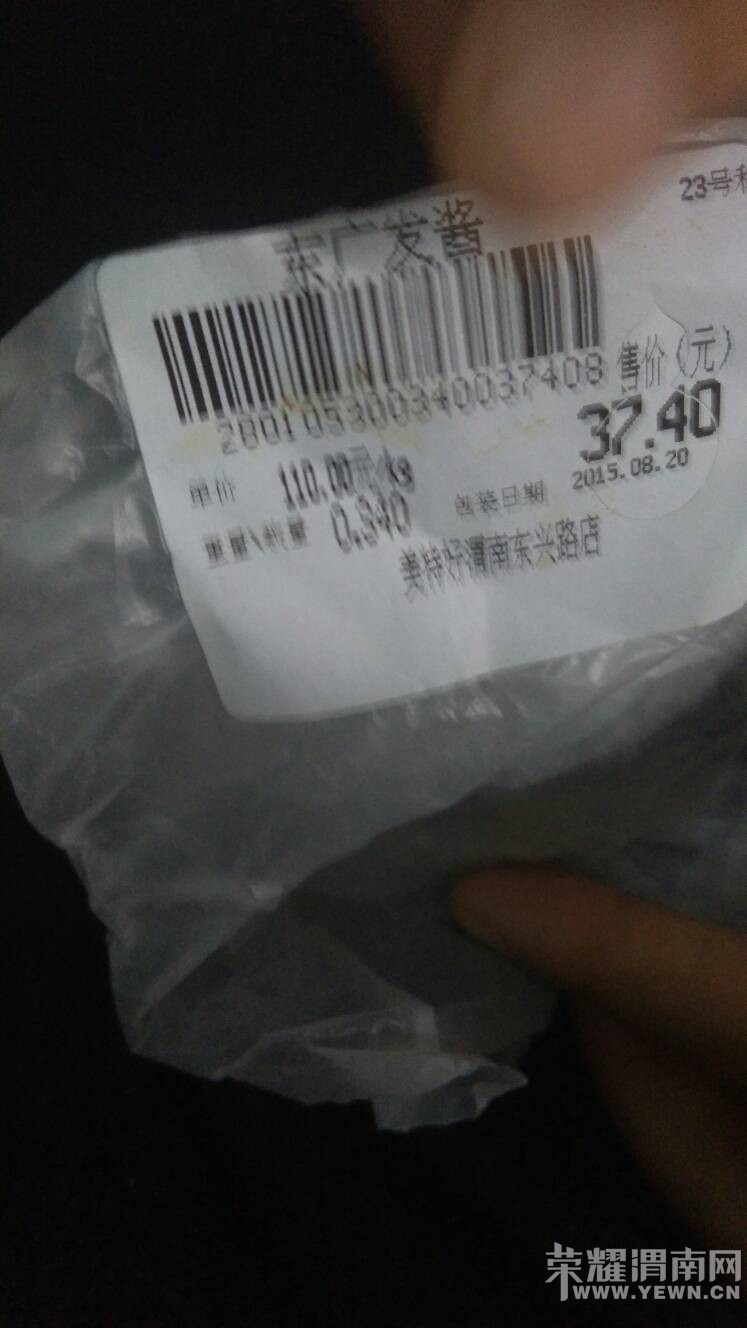 23号
东广发酱
2801053003400037408
售价（元）
37.40
单价 110.00元/kg
包装日期 2015.08.20
重量\数量 0.340
美特好渭南东兴路店
荣耀渭南网
WWW.YEWN.CN